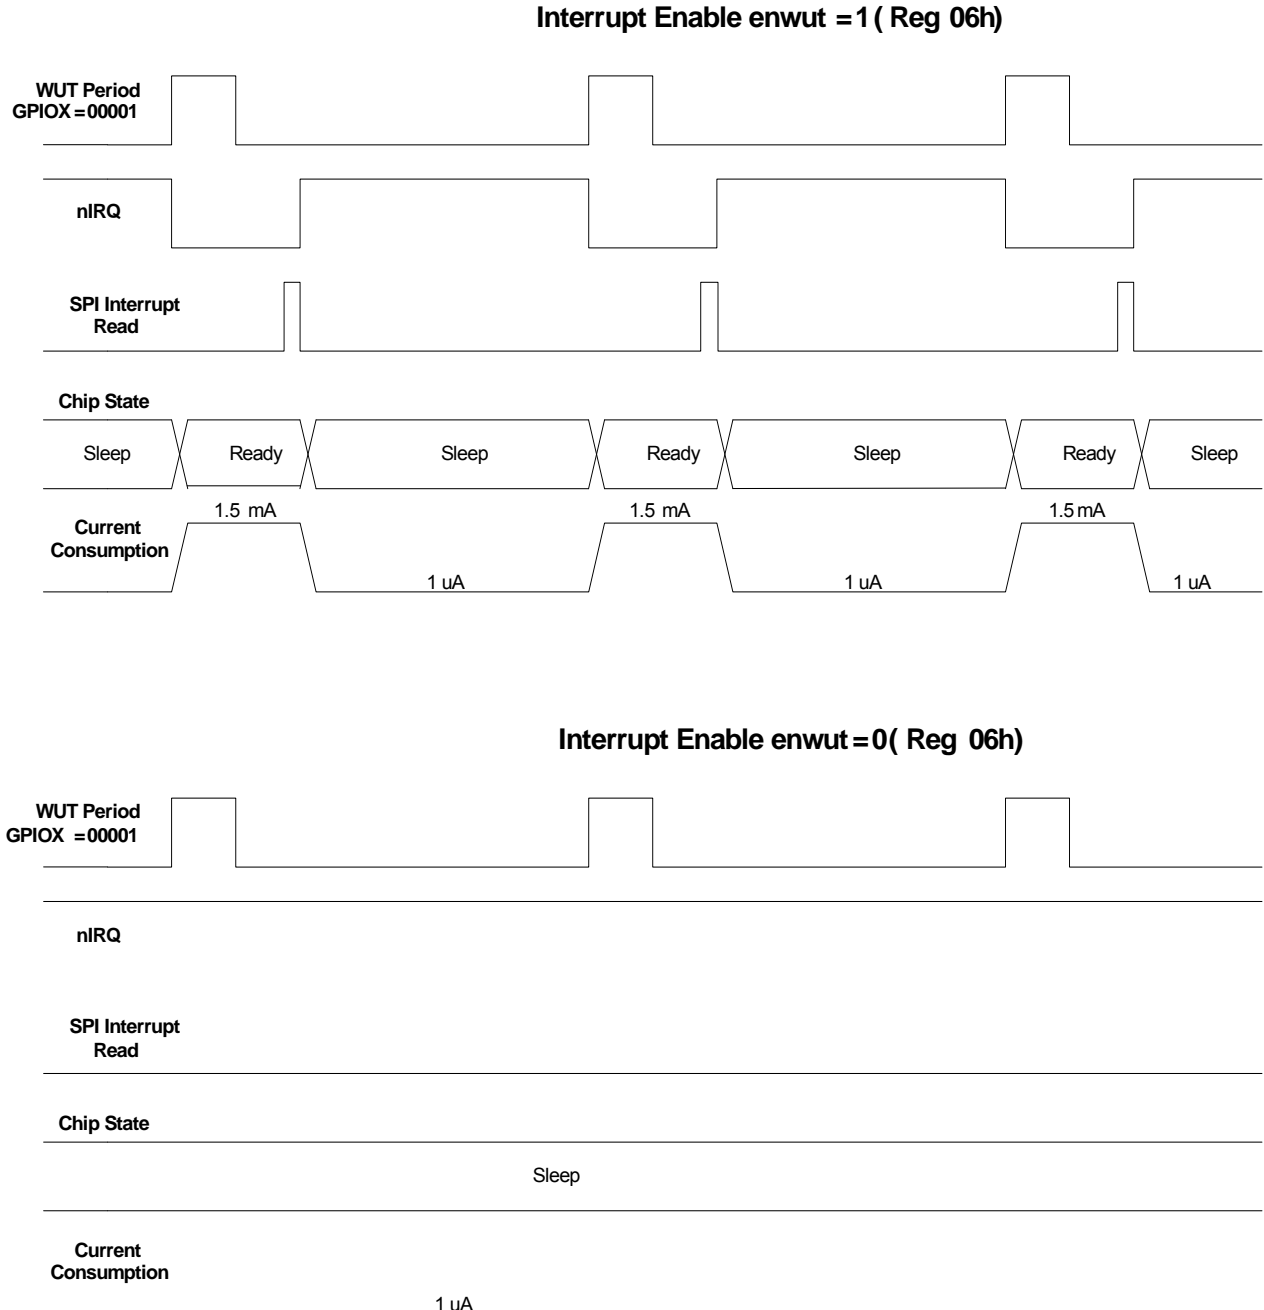 Interrupt Enable enwut =1 ( Reg 06h)
WUT Period
GPIOX =00001
nIRQ
SPI Interrupt
Read
Chip State
Sleep Ready Sleep Ready Sleep Ready Sleep
1.5 mA 1.5 mA 1.5 mA
Current
Consumption
1 uA 1 uA 1 uA
Interrupt Enable enwut =0 ( Reg 06h)
WUT Period
GPIOX =00001
nIRQ
SPI Interrupt
Read
Chip State
Sleep
Current
Consumption
1 uA